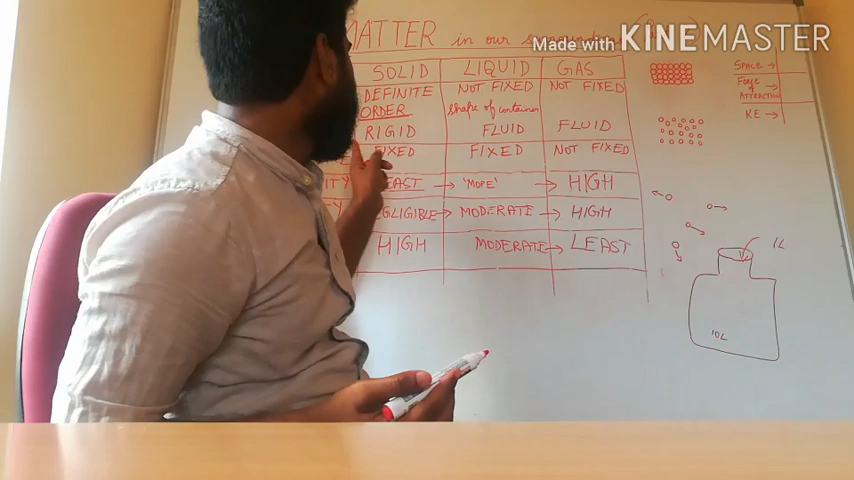 Made with KINEMASTER
MATTER in our surroundings
SOLID LIQUID GAS
DEFINITE NOT FIXED NOT FIXED
ORDER shape of container
RIGID FLUID FLUID
FIXED FIXED NOT FIXED
LEAST → 'MORE' → HIGH
NEGLIGIBLE → MODERATE → HIGH
HIGH MODERATE → LEAST
SPACE →
Force of Attraction →
KE →
1L
10L